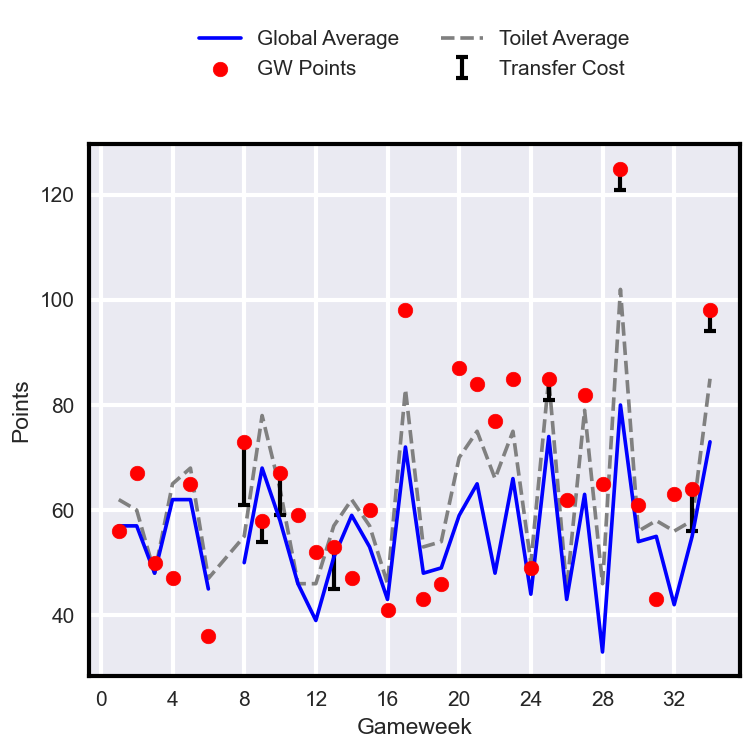 Global Average Toilet Average
GW Points Transfer Cost
120
100
80
60
40
Points
0 4 8 12 16 20 24 28 32
Gameweek